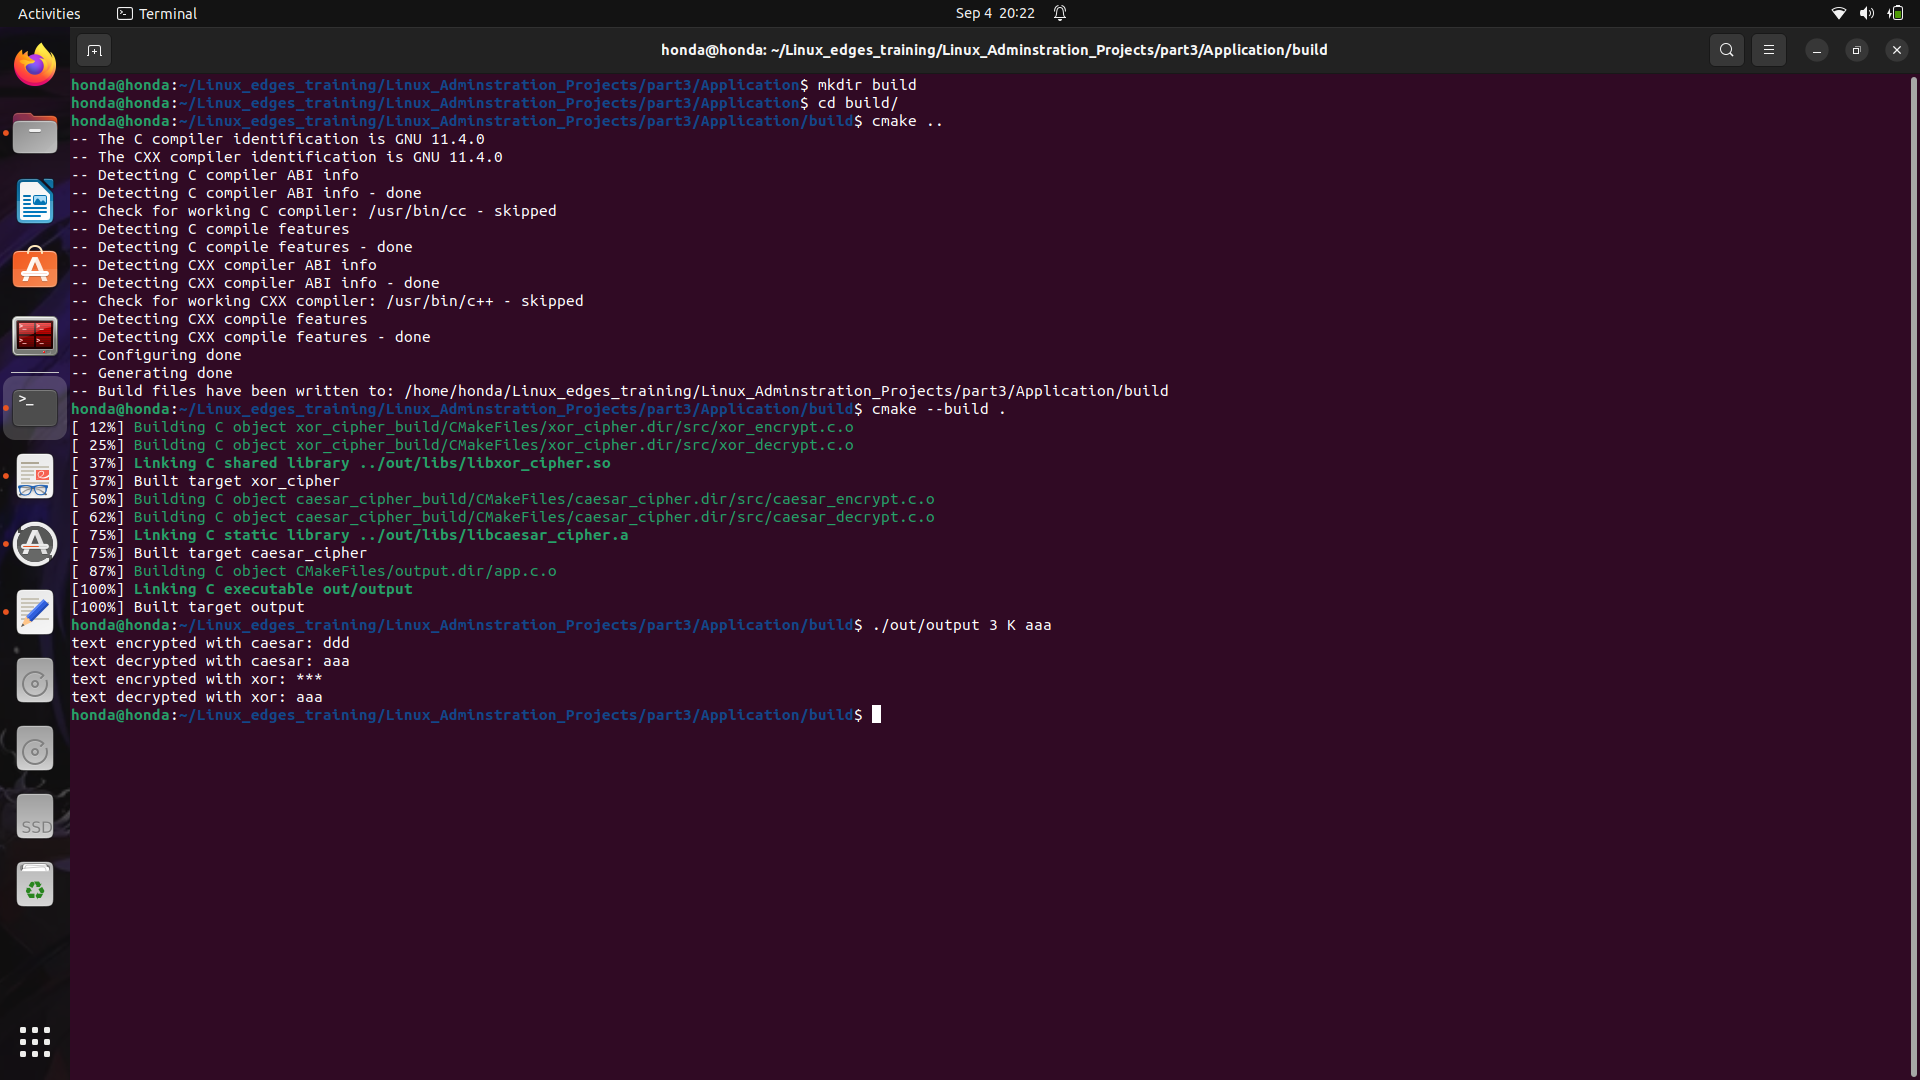 Activities
Terminal
Sep 4 20:22
honda@honda: ~/Linux_edges_training/Linux_Adminstration_Projects/part3/Application/build
honda@honda:~/Linux_edges_training/Linux_Adminstration_Projects/part3/Application$ mkdir build
honda@honda:~/Linux_edges_training/Linux_Adminstration_Projects/part3/Application$ cd build/
honda@honda:~/Linux_edges_training/Linux_Adminstration_Projects/part3/Application/build$ cmake ..
-- The C compiler identification is GNU 11.4.0
-- The CXX compiler identification is GNU 11.4.0
-- Detecting C compiler ABI info
-- Detecting C compiler ABI info - done
-- Check for working C compiler: /usr/bin/cc - skipped
-- Detecting C compile features
-- Detecting C compile features - done
-- Detecting CXX compiler ABI info
-- Detecting CXX compiler ABI info - done
-- Check for working CXX compiler: /usr/bin/c++ - skipped
-- Detecting CXX compile features
-- Detecting CXX compile features - done
-- Configuring done
-- Generating done
-- Build files have been written to: /home/honda/Linux_edges_training/Linux_Adminstration_Projects/part3/Application/build
honda@honda:~/Linux_edges_training/Linux_Adminstration_Projects/part3/Application/build$ cmake --build .
[ 12%] Building C object xor_cipher_build/CMakeFiles/xor_cipher.dir/src/xor_encrypt.c.o
[ 25%] Building C object xor_cipher_build/CMakeFiles/xor_cipher.dir/src/xor_decrypt.c.o
[ 37%] Linking C shared library ../out/libs/libxor_cipher.so
[ 37%] Built target xor_cipher
[ 50%] Building C object caesar_cipher_build/CMakeFiles/caesar_cipher.dir/src/caesar_encrypt.c.o
[ 62%] Building C object caesar_cipher_build/CMakeFiles/caesar_cipher.dir/src/caesar_decrypt.c.o
[ 75%] Linking C static library ../out/libs/libcaesar_cipher.a
[ 75%] Built target caesar_cipher
[ 87%] Building C object CMakeFiles/output.dir/app.c.o
[100%] Linking C executable out/output
[100%] Built target output
honda@honda:~/Linux_edges_training/Linux_Adminstration_Projects/part3/Application/build$ ./out/output 3 K aaa
text encrypted with caesar: ddd
text decrypted with caesar: aaa
text encrypted with xor: ***
text decrypted with xor: aaa
honda@honda:~/Linux_edges_training/Linux_Adminstration_Projects/part3/Application/build$
SSD